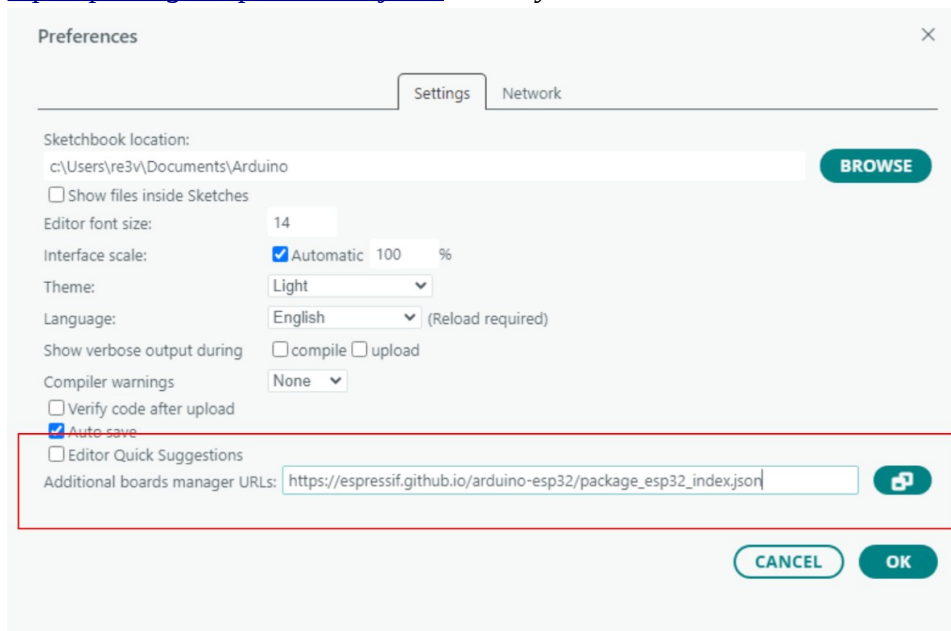 Preferences
Settings Network
Sketchbook location:
c:\Users\re3v\Documents\Arduino BROWSE
Show files inside Sketches
Editor font size: 14
Interface scale: Automatic 100 %
Theme: Light
Language: English (Reload required)
Show verbose output during compile upload
Compiler warnings None
Verify code after upload
Auto save
Editor Quick Suggestions
Additional boards manager URLs: https://espressif.github.io/arduino-esp32/package_esp32_index.json
CANCEL OK